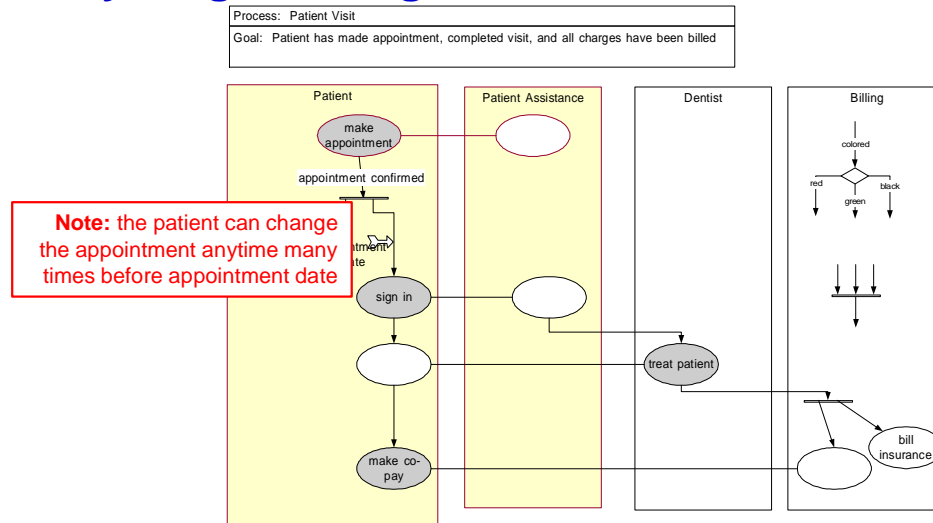 Process: Patient Visit
Goal: Patient has made appointment, completed visit, and all charges have been billed
Patient
Patient Assistance
Dentist
Billing
make
appointment
colored
appointment confirmed
red
black
green
Note: the patient can change
the appointment anytime many
times before appointment date
sign in
treat patient
bill
insurance
make co-
pay